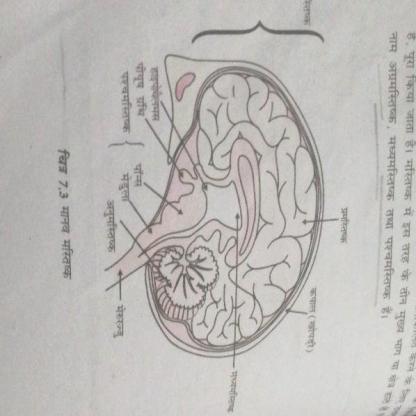 है, पूरा किया जाता है। मस्तिष्क में इस तरह के तीन मुख्य भाग या क्षेत्र होते हैं
नाम अग्रमस्तिष्क, मध्यमस्तिष्क तथा पश्चमस्तिष्क है।
प्रमस्तिष्क
कपाल (खोपड़ी)
मध्यमस्तिष्क
हाइपोथेलेमस
पीयूष ग्रंथि
पश्चमस्तिष्क
पॉन्स
मेडुला
अनुमस्तिष्क
मेरुरज्जु
चित्र 7.3 मानव मस्तिष्क